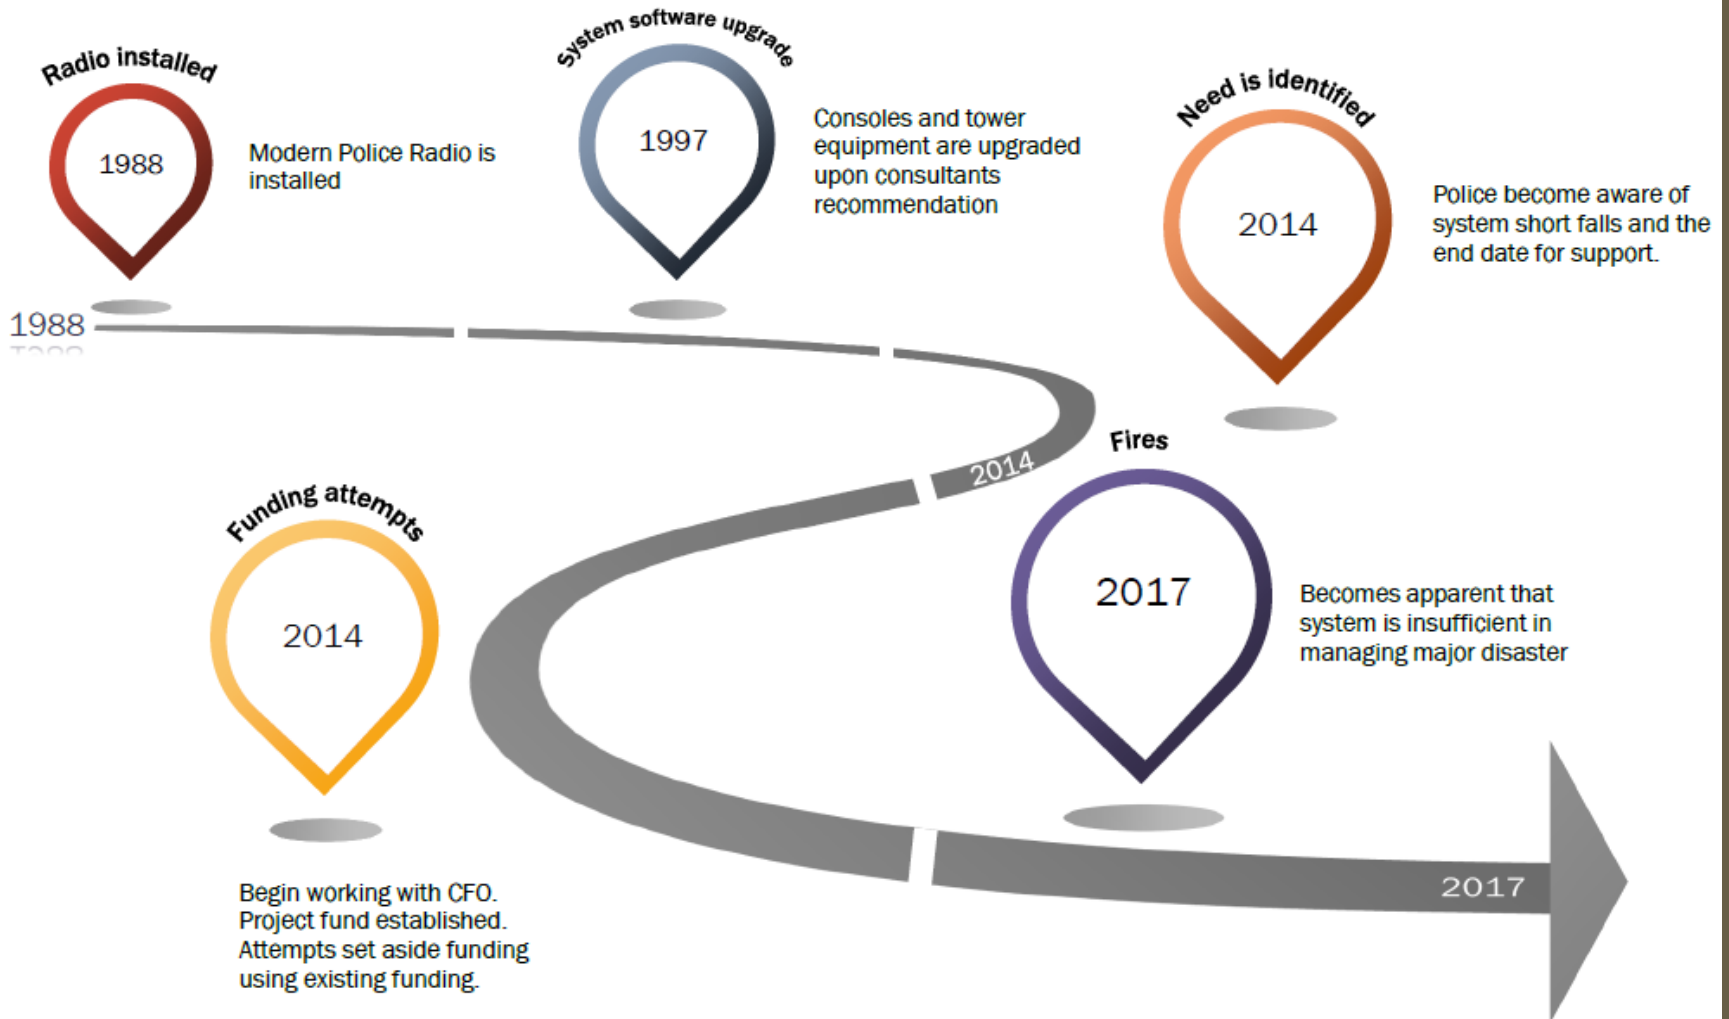 Radio installed
1988
Modern Police Radio is
installed
System software upgrade
1997
Consoles and tower
equipment are upgraded
upon consultants
recommendation
Need is identified
2014
Police become aware of
system short falls and the
end date for support.
1988
2014
Funding attempts
2014
Begin working with CFO.
Project fund established.
Attempts set aside funding
using existing funding.
Fires
2017
Becomes apparent that
system is insufficient in
managing major disaster
2017